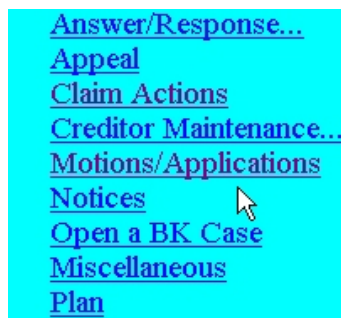 Answer/Response...
Appeal
Claim Actions
Creditor Maintenance...
Motions/Applications
Notices
Open a BK Case
Miscellaneous
Plan